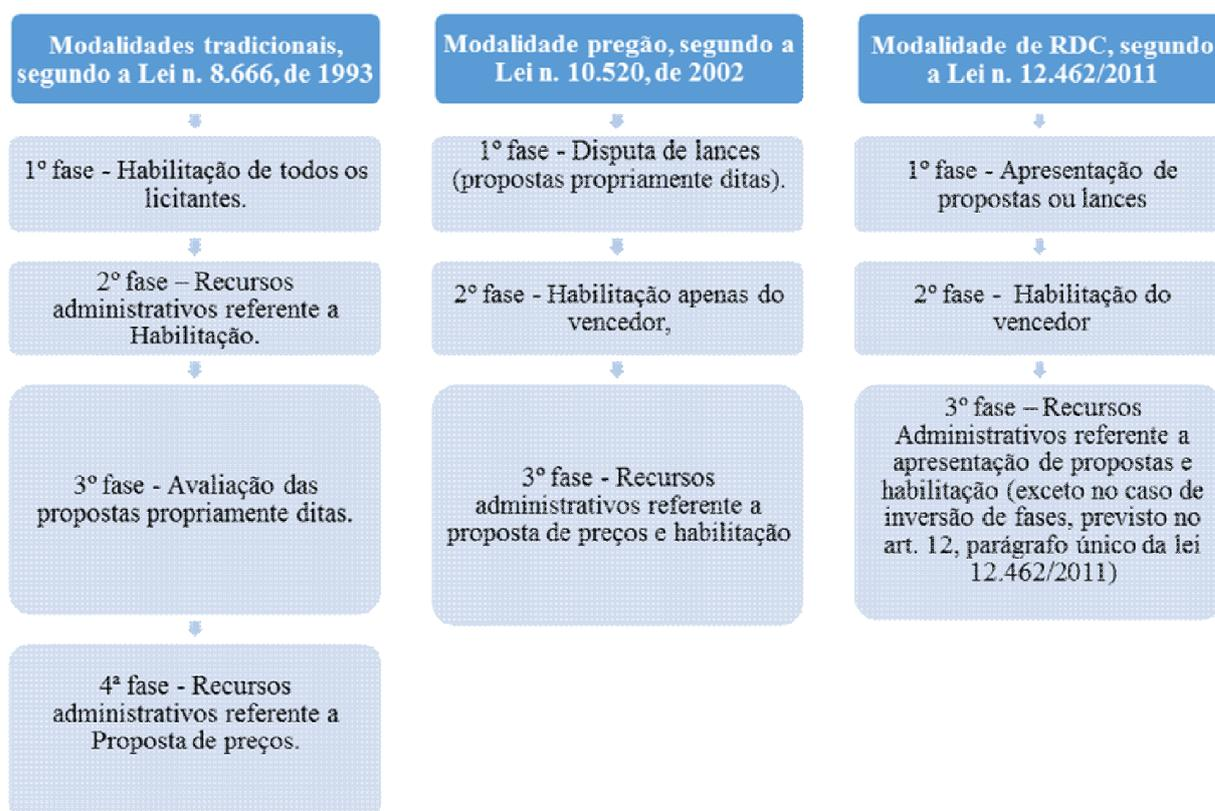 Modalidades tradicionais,
segundo a Lei n. 8.666, de 1993
1º fase - Habilitação de todos os
licitantes.
2º fase – Recursos
administrativos referente a
Habilitação.
3º fase - Avaliação das
propostas propriamente ditas.
4ª fase - Recursos
administrativos referente a
Proposta de preços.
Modalidade pregão, segundo a
Lei n. 10.520, de 2002
1º fase - Disputa de lances
(propostas propriamente ditas).
2º fase - Habilitação apenas do
vencedor,
3º fase - Recursos
administrativos referente a
proposta de preços e habilitação
Modalidade de RDC, segundo
a Lei n. 12.462/2011
1º fase - Apresentação de
propostas ou lances
2º fase - Habilitação do
vencedor
3º fase – Recursos
Administrativos referente a
apresentação de propostas e
habilitação (exceto no caso de
inversão de fases, previsto no
art. 12, parágrafo único da lei
12.462/2011)